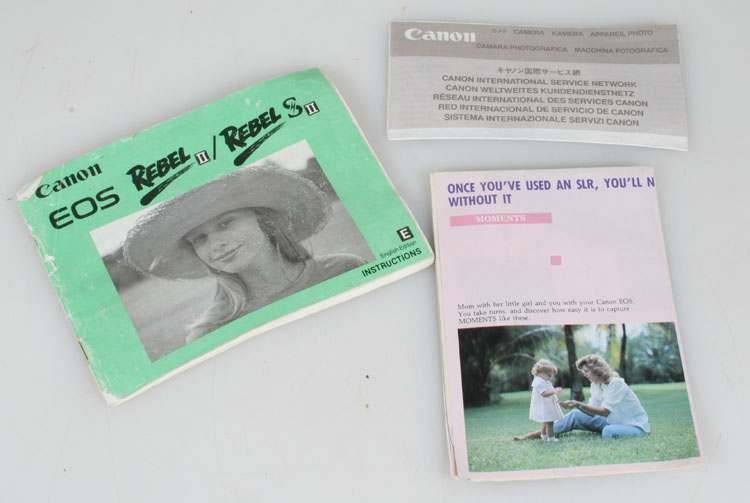 Canon
EOS REBEL II / REBEL S II
E
English Edition
INSTRUCTIONS
Canon カメラ CAMERA KAMERA APPAREIL PHOTO
CAMARA PHOTOGRAFICA MACCHINA FOTOGRAFICA
キヤノン国際サービス網
CANON INTERNATIONAL SERVICE NETWORK
CANON WELTWEITES KUNDENDIENSTNETZ
RÉSEAU INTERNATIONAL DES SERVICES CANON
RED INTERNACIONAL DE SERVICIO DE CANON
SISTEMA INTERNAZIONALE SERVIZI CANON
ONCE YOU'VE USED AN SLR, YOU'LL N
WITHOUT IT
MOMENTS
Mom with her little girl and you with your Canon EOS.
You take turns, and discover how easy it is to capture
MOMENTS like these.